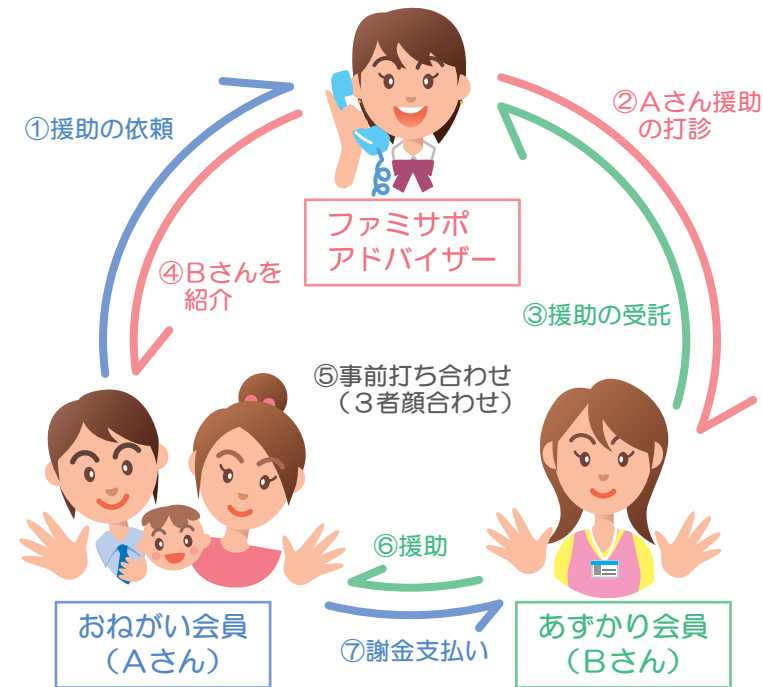 ①援助の依頼
②Aさん援助
の打診
ファミサポ
アドバイザー
④Bさんを
紹介
③援助の受託
⑤事前打ち合わせ
（３者顔合わせ）
⑥援助
⑦謝金支払い
おねがい会員
（Aさん）
あずかり会員
（Bさん）